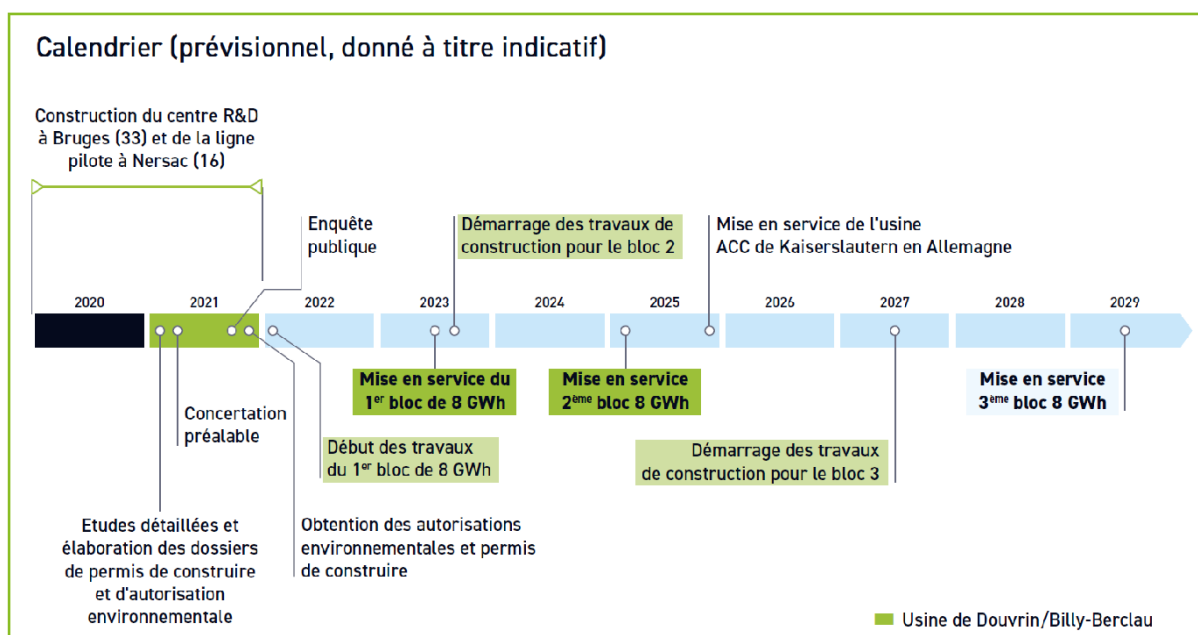 Calendrier (prévisionnel, donné à titre indicatif)
Construction du centre R&D
à Bruges (33) et de la ligne
pilote à Nersac (16)
Enquête
publique
Démarrage des travaux de
construction pour le bloc 2
Mise en service de l'usine
ACC de Kaiserslautern en Allemagne
2020
2021
2022
2023
2024
2025
2026
2027
2028
2029
Mise en service du
1er bloc de 8 GWh
Mise en service
2ème bloc 8 GWh
Mise en service
3ème bloc 8 GWh
Concertation
préalable
Début des travaux
du 1er bloc de 8 GWh
Démarrage des travaux
de construction pour le bloc 3
Etudes détaillées et
élaboration des dossiers
de permis de construire
et d'autorisation
environnementale
Obtention des autorisations
environnementales et permis
de construire
Usine de Douvrin/Billy-Berclau